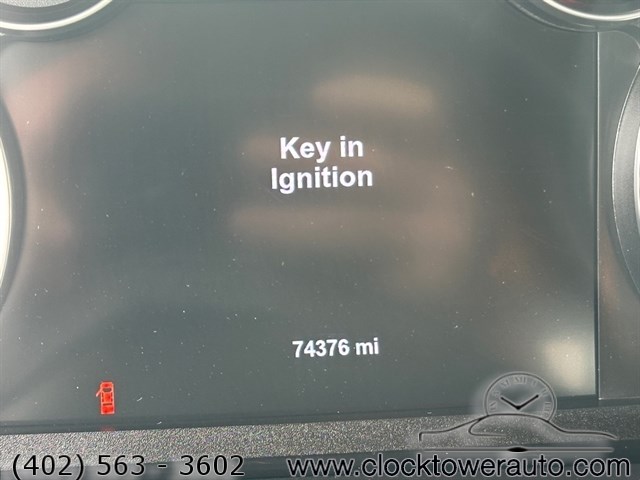 Key in
Ignition
74376 mi
(402) 563 - 3602
www.clocktowerauto.com